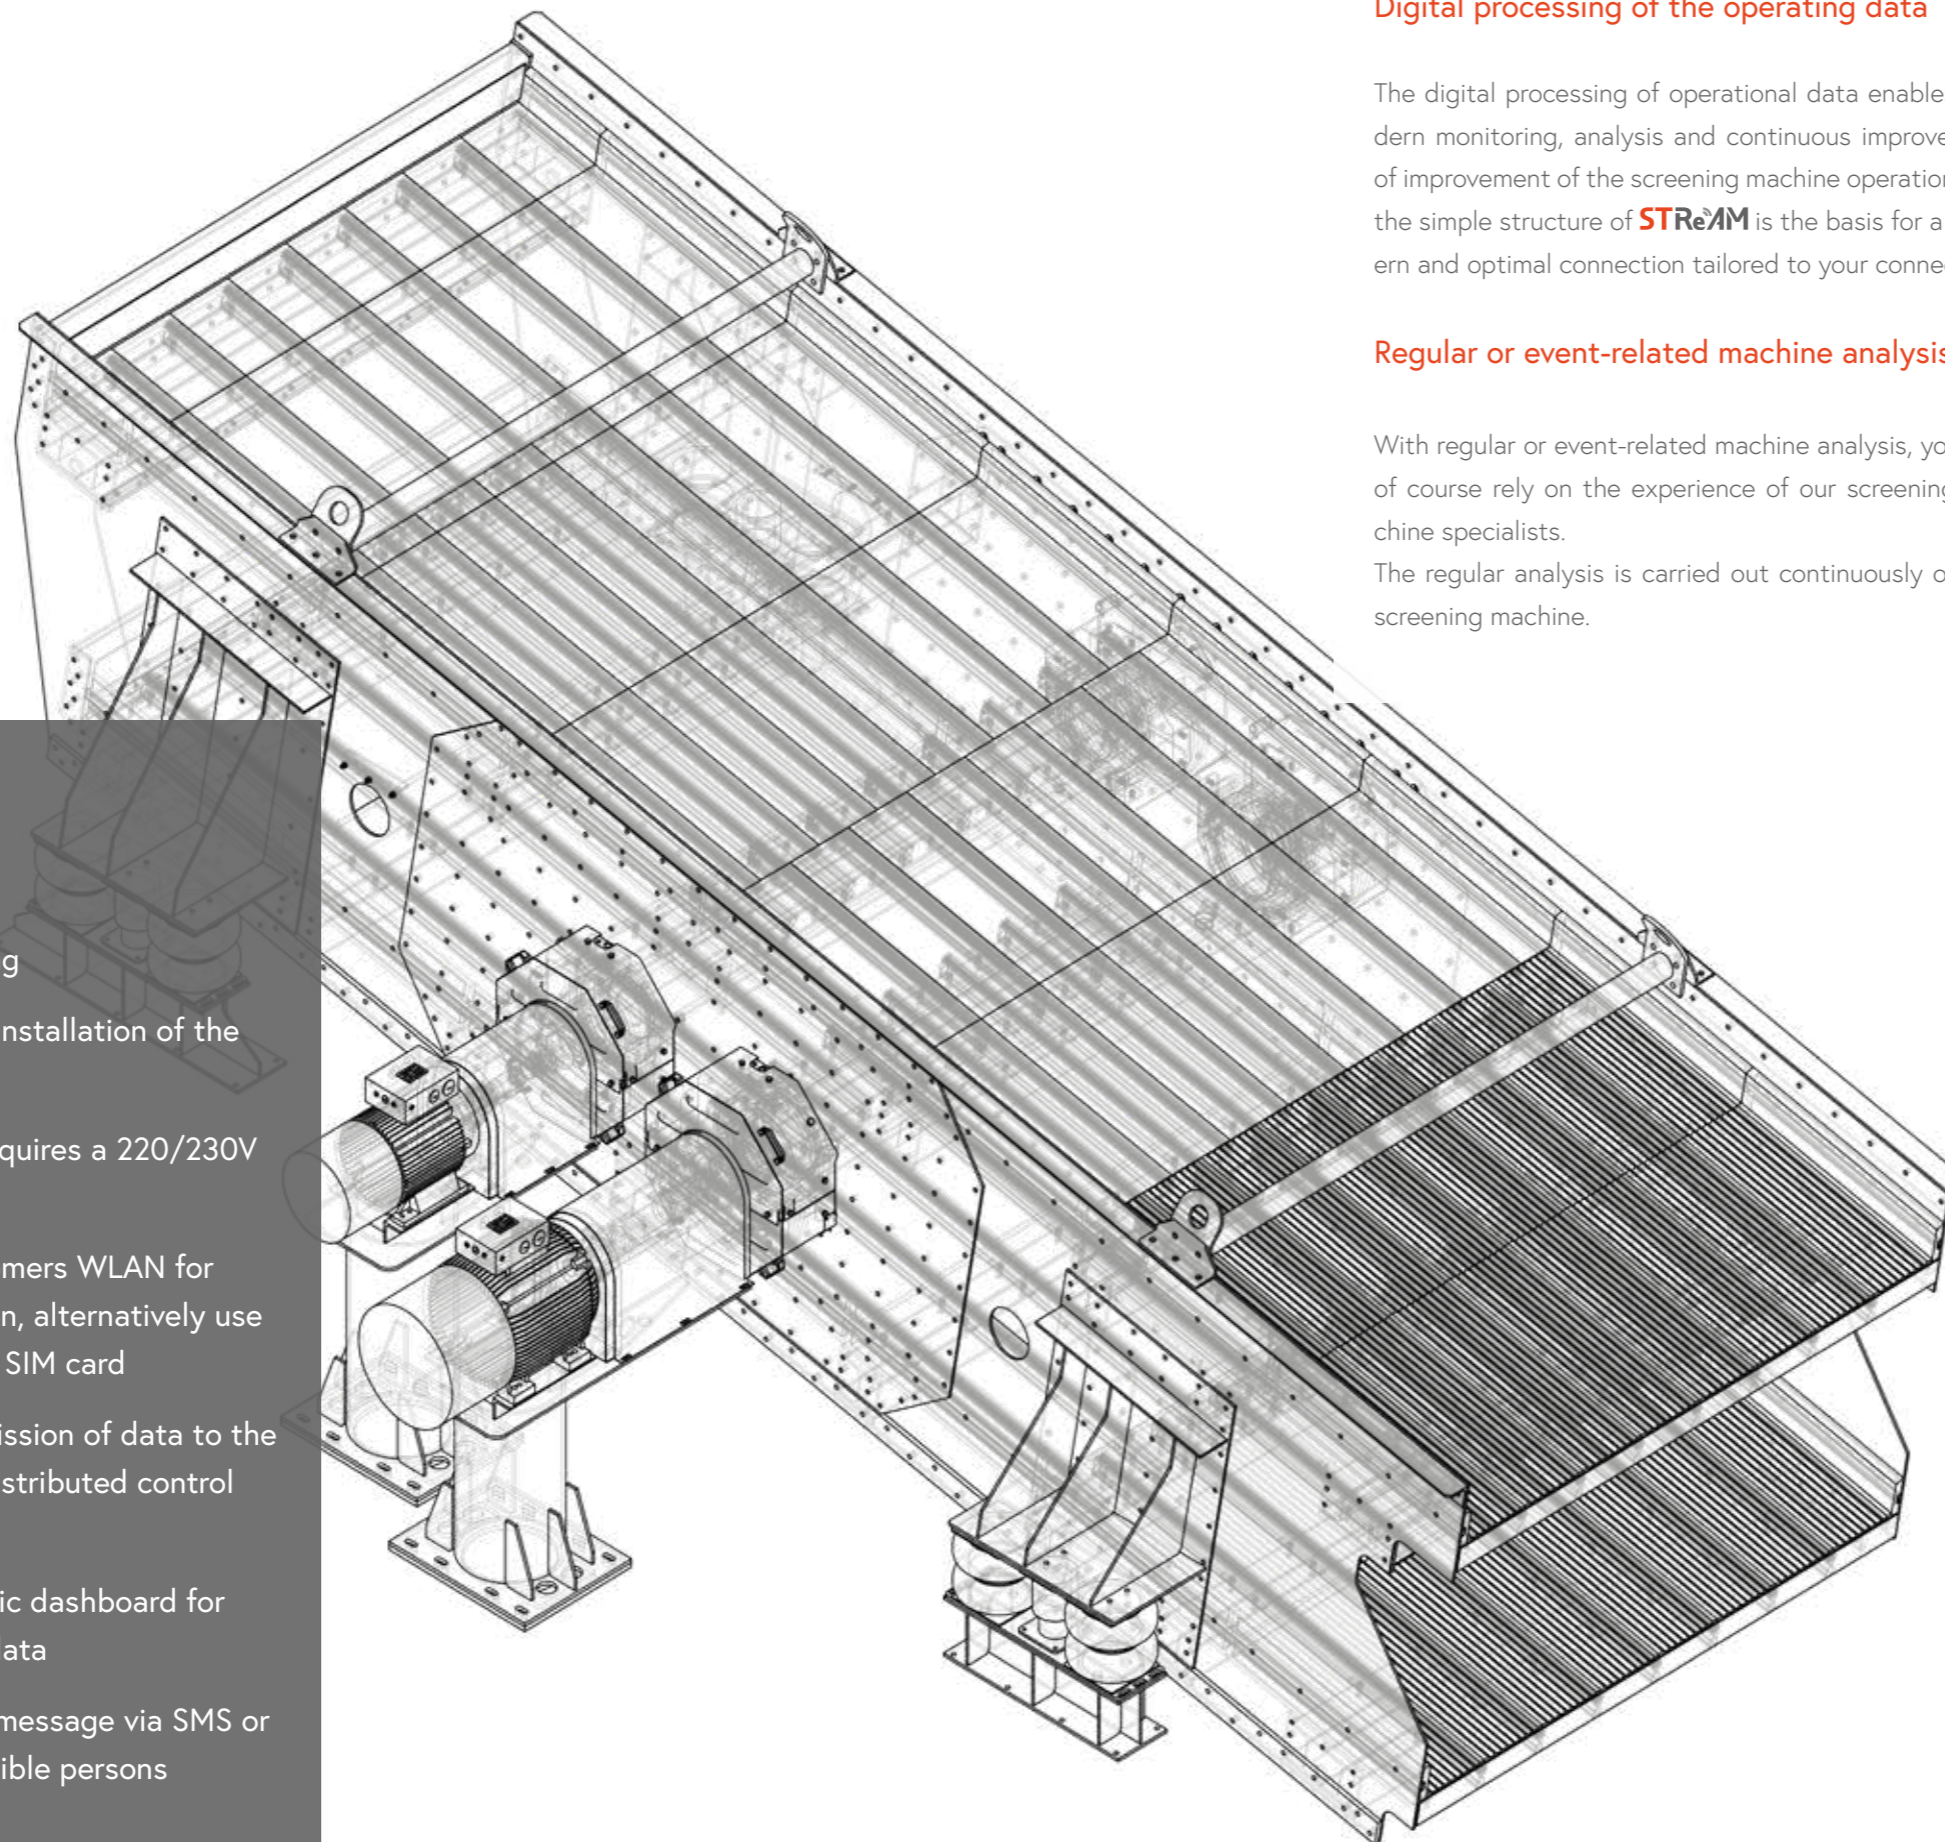 Digital processing of the operating data
The digital processing of operational data enable
dern monitoring, analysis and continuous improve
of improvement of the screening machine operation
the simple structure of STReAM is the basis for a
ern and optimal connection tailored to your connec
Regular or event-related machine analysis
With regular or event-related machine analysis, yo
of course rely on the experience of our screening
chine specialists.
The regular analysis is carried out continuously o
screening machine.
g
nstallation of the
quires a 220/230V
mers WLAN for
n, alternatively use
SIM card
ission of data to the
stributed control
ic dashboard for
data
message via SMS or
ible persons